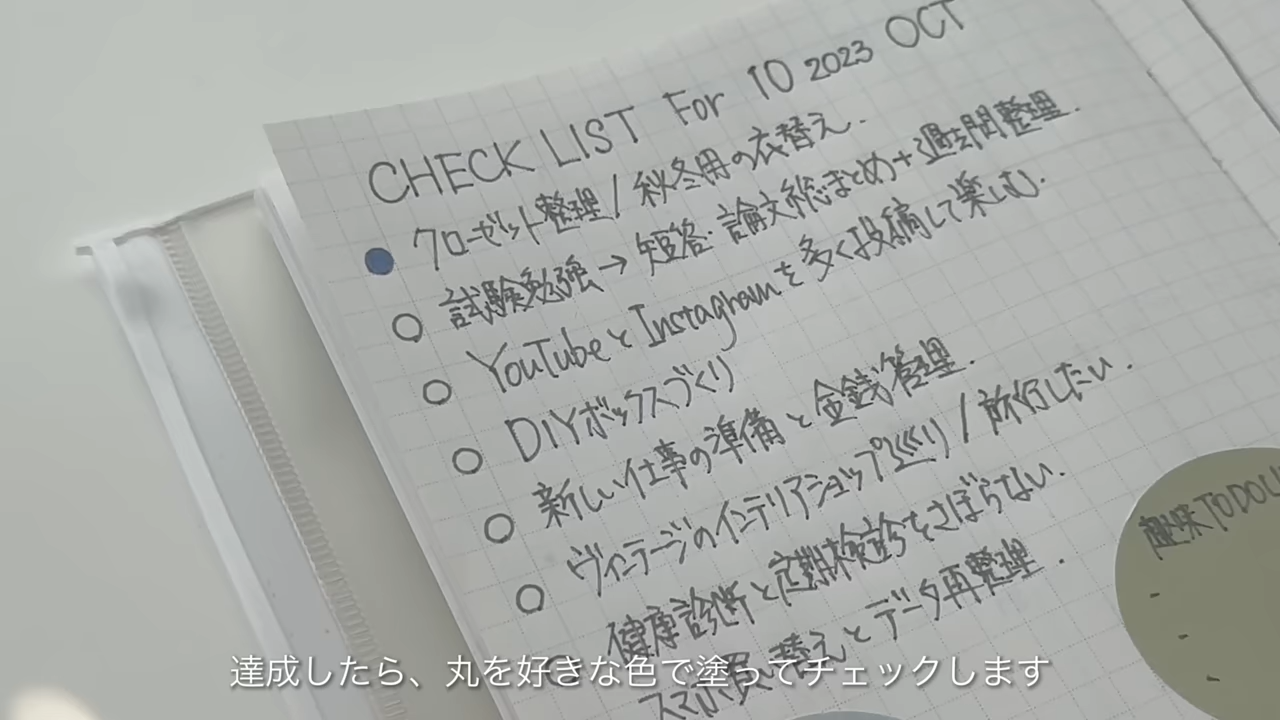 CHECK LIST For 10 2023 OCT
クローゼット整理 / 秋冬用の衣替え.
試験勉強 → 短答・論文総まとめ+過去問整理.
YouTubeとInstagramを多く投稿して楽しむ.
DIYボックスづくり
新しい仕事の準備と金銭管理.
ヴィンテージのインテリアショップ巡り / 旅行したい.
健康診断と定期検診をさぼらない.
スマホ買い替えとデータ再整理.
趣味TODO
達成したら、丸を好きな色で塗ってチェックします